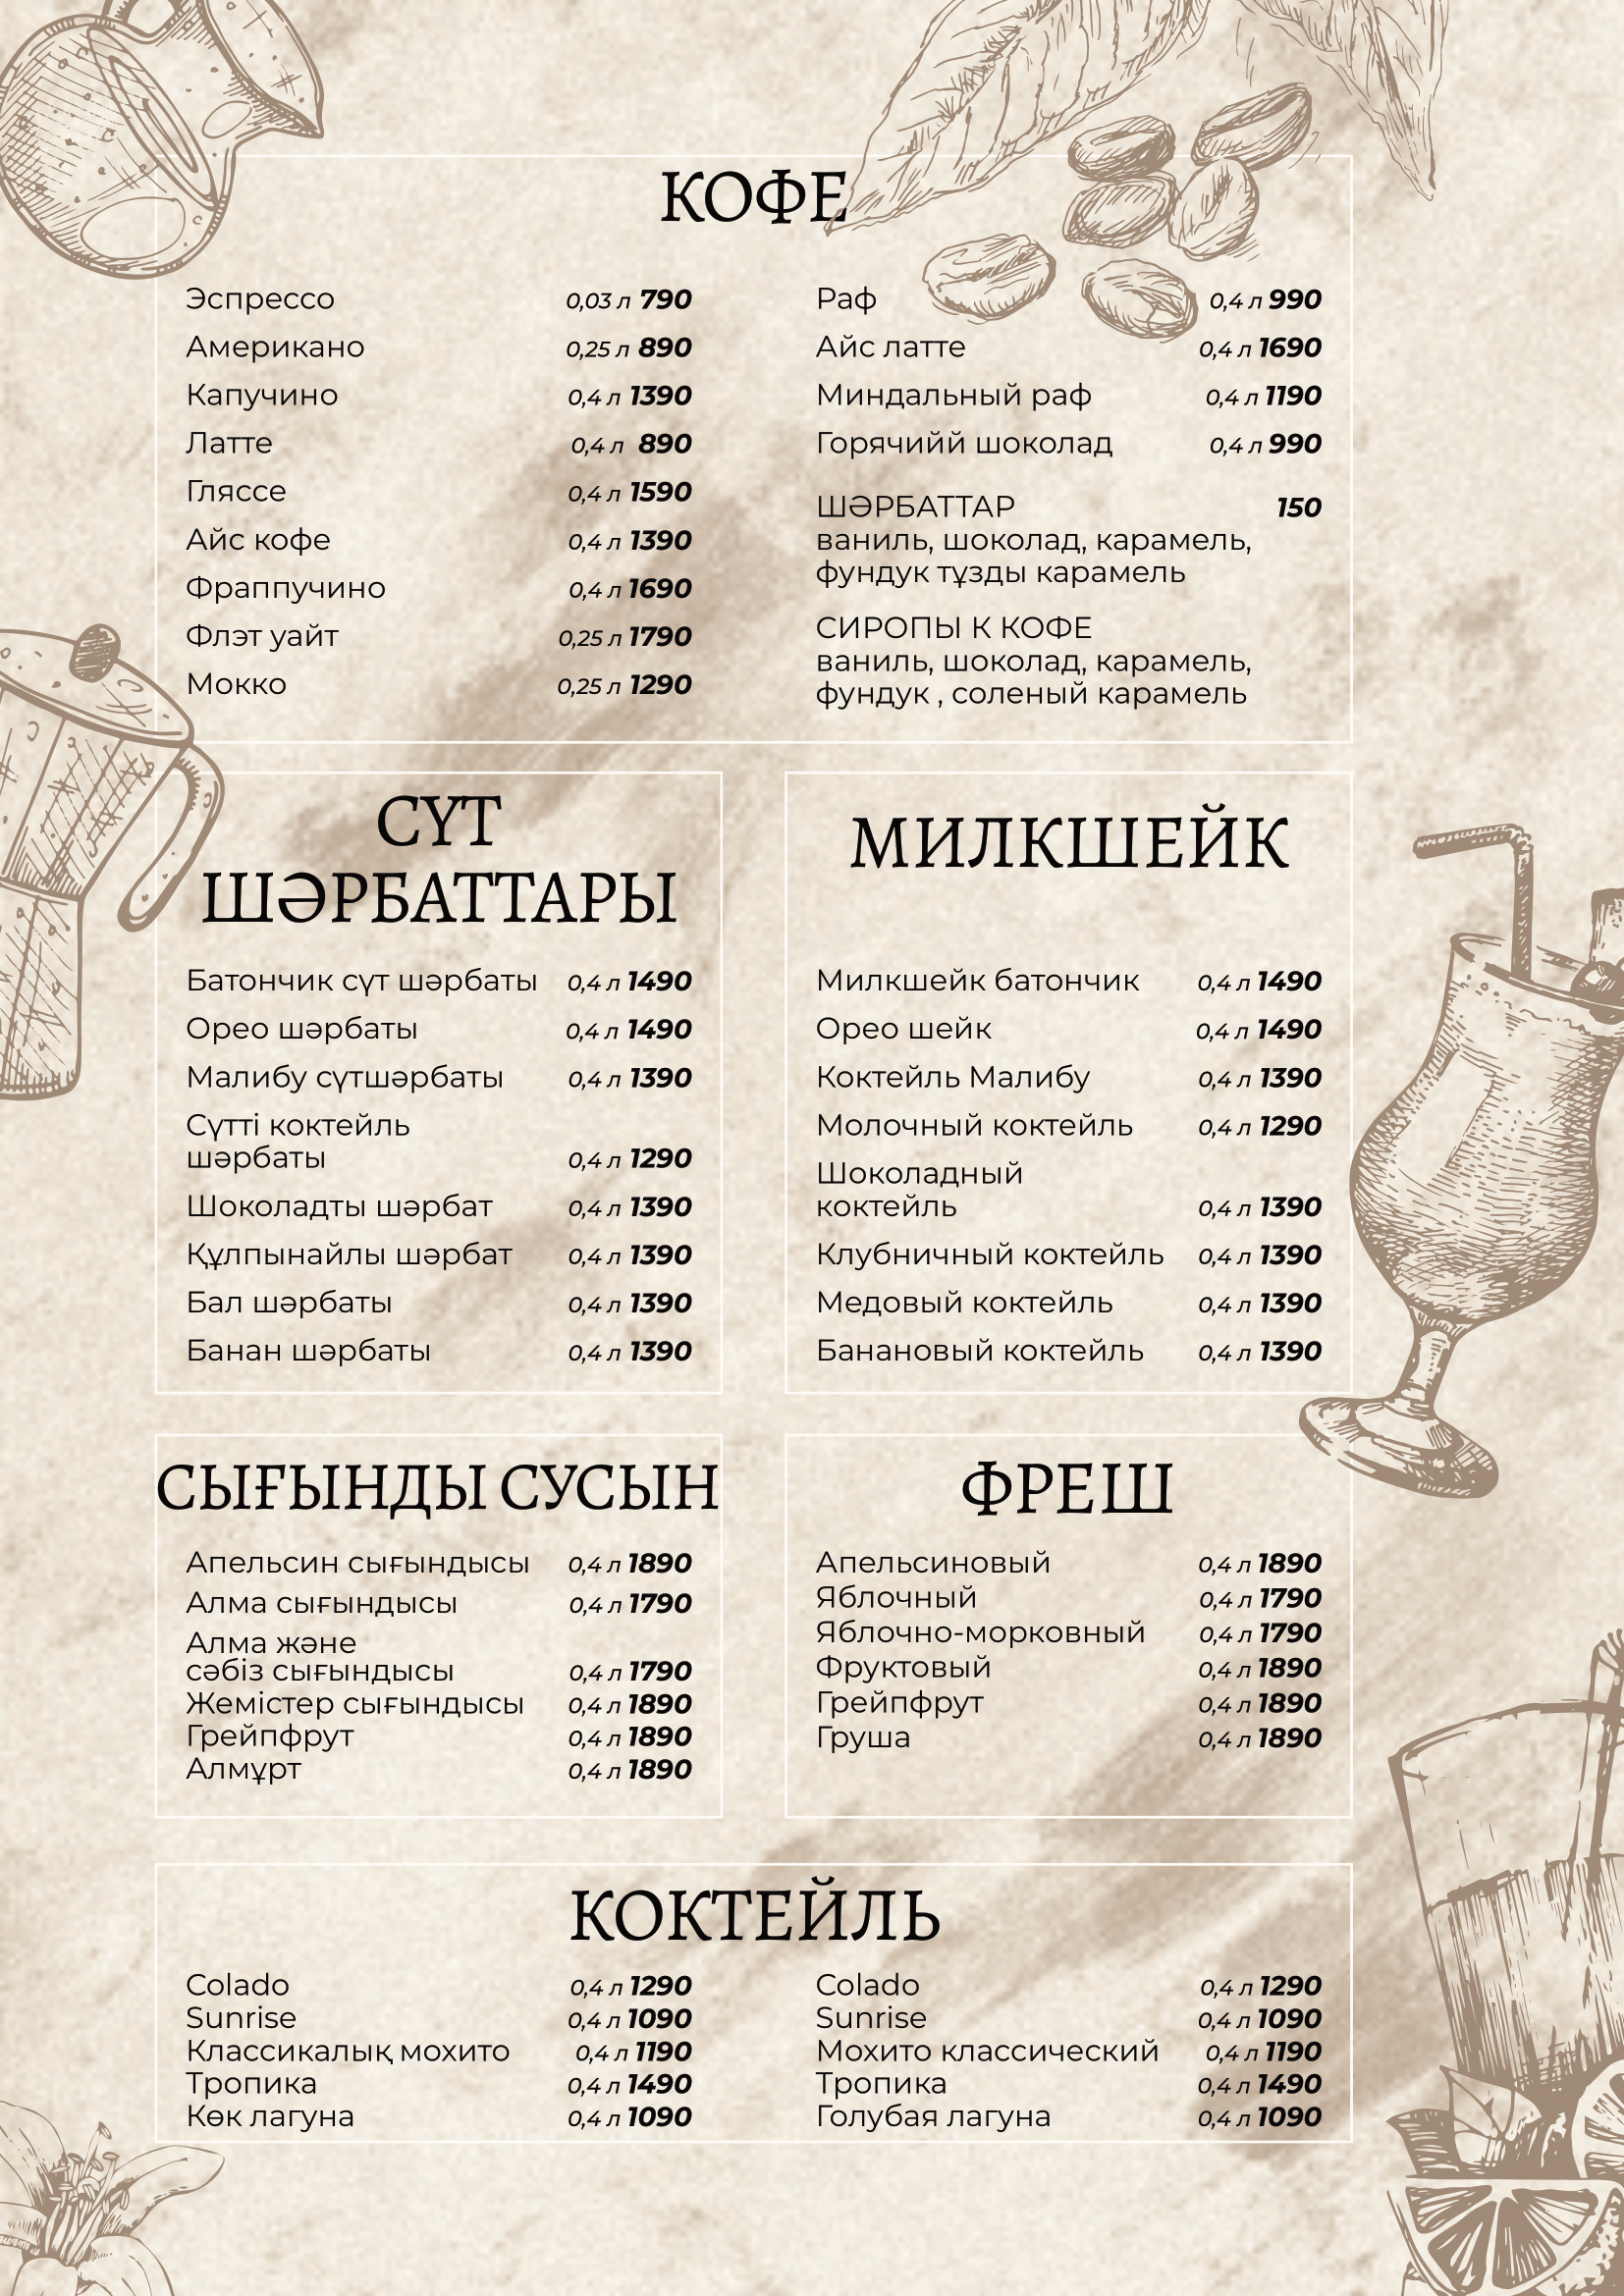 КОФЕ
Эспрессо 0,03 л 790
Американо 0,25 л 890
Капучино 0,4 л 1390
Латте 0,4 л 890
Гляссе 0,4 л 1590
Айс кофе 0,4 л 1390
Фраппучино 0,4 л 1690
Флэт уайт 0,25 л 1790
Мокко 0,25 л 1290
Раф 0,4 л 990
Айс латте 0,4 л 1690
Миндальный раф 0,4 л 1190
Горячийй шоколад 0,4 л 990
ШӘРБАТТАР 150
ваниль, шоколад, карамель,
фундук тұзды карамель
СИРОПЫ К КОФЕ
ваниль, шоколад, карамель,
фундук , соленый карамель
СҮТ
ШӘРБАТТАРЫ
Батончик сүт шәрбаты 0,4 л 1490
Орео шәрбаты 0,4 л 1490
Малибу сүтшәрбаты 0,4 л 1390
Сүтті коктейль
шәрбаты 0,4 л 1290
Шоколадты шәрбат 0,4 л 1390
Құлпынайлы шәрбат 0,4 л 1390
Бал шәрбаты 0,4 л 1390
Банан шәрбаты 0,4 л 1390
МИЛКШЕЙК
Милкшейк батончик 0,4 л 1490
Орео шейк 0,4 л 1490
Коктейль Малибу 0,4 л 1390
Молочный коктейль 0,4 л 1290
Шоколадный
коктейль 0,4 л 1390
Клубничный коктейль 0,4 л 1390
Медовый коктейль 0,4 л 1390
Банановый коктейль 0,4 л 1390
СЫҒЫНДЫ СУСЫН
Апельсин сығындысы 0,4 л 1890
Алма сығындысы 0,4 л 1790
Алма және
сәбіз сығындысы 0,4 л 1790
Жемістер сығындысы 0,4 л 1890
Грейпфрут 0,4 л 1890
Алмұрт 0,4 л 1890
ФРЕШ
Апельсиновый 0,4 л 1890
Яблочный 0,4 л 1790
Яблочно-морковный 0,4 л 1790
Фруктовый 0,4 л 1890
Грейпфрут 0,4 л 1890
Груша 0,4 л 1890
КОКТЕЙЛЬ
Colado 0,4 л 1290
Sunrise 0,4 л 1090
Классикалық мохито 0,4 л 1190
Тропика 0,4 л 1490
Көк лагуна 0,4 л 1090
Colado 0,4 л 1290
Sunrise 0,4 л 1090
Мохито классический 0,4 л 1190
Тропика 0,4 л 1490
Голубая лагуна 0,4 л 1090